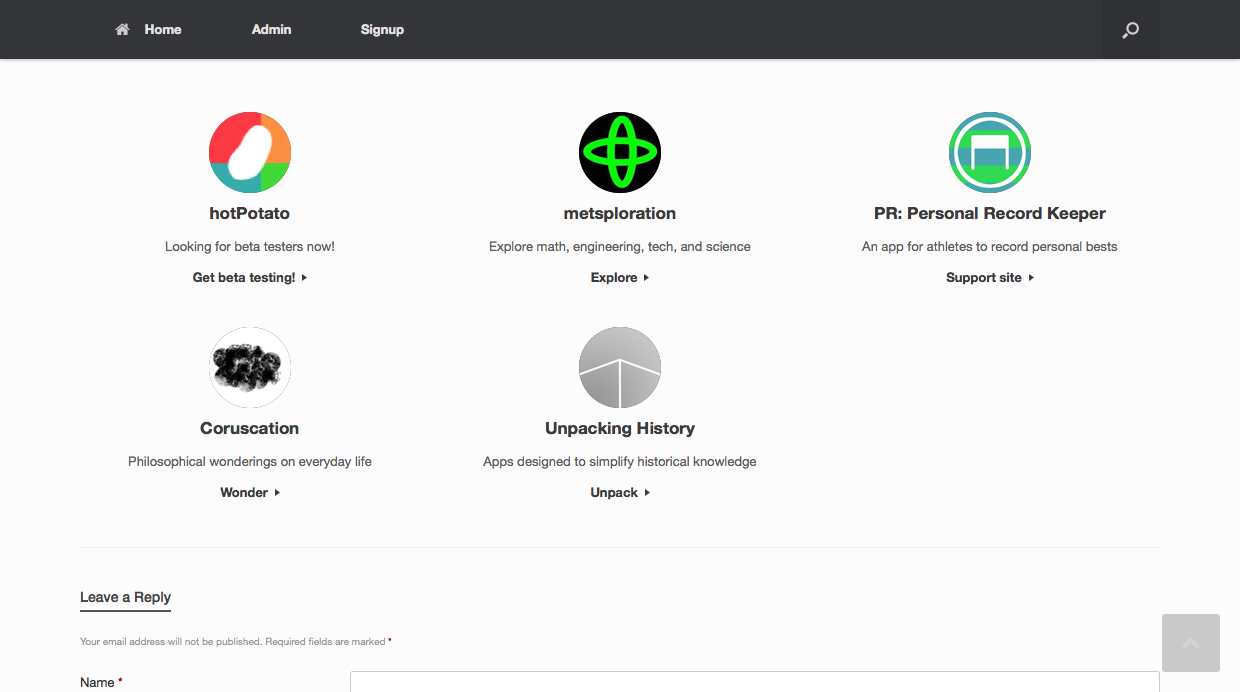 Home Admin Signup
hotPotato
Looking for beta testers now!
Get beta testing!
metsploration
Explore math, engineering, tech, and science
Explore
PR: Personal Record Keeper
An app for athletes to record personal bests
Support site
Coruscation
Philosophical wonderings on everyday life
Wonder
Unpacking History
Apps designed to simplify historical knowledge
Unpack
Leave a Reply
Your email address will not be published. Required fields are marked *
Name *